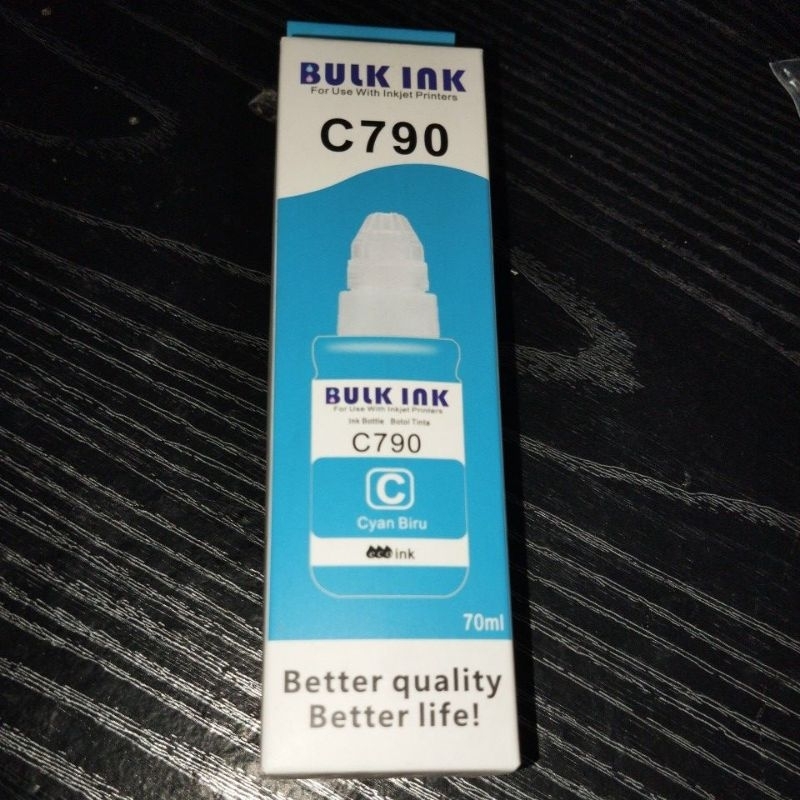 BULK INK
For Use With Inkjet Printers
C790
BULK INK
For Use With Inkjet Printers
Ink Bottle Botol Tinta
C790
C
Cyan Biru
ink
70ml
Better quality
Better life!